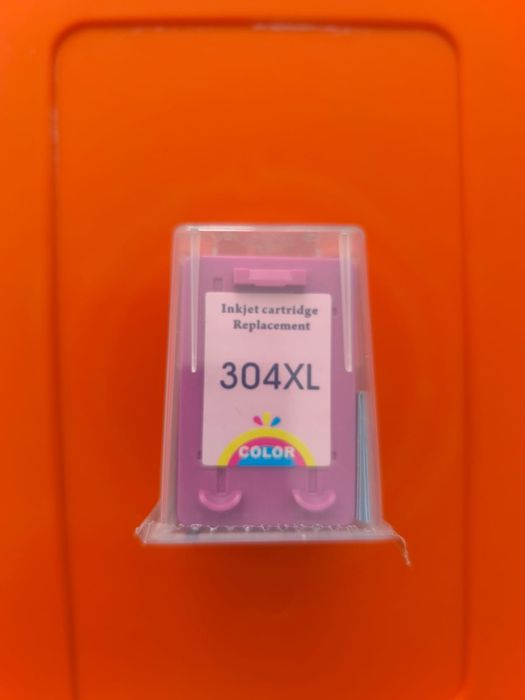 Inkjet cartridge
Replacement
304XL
COLOR